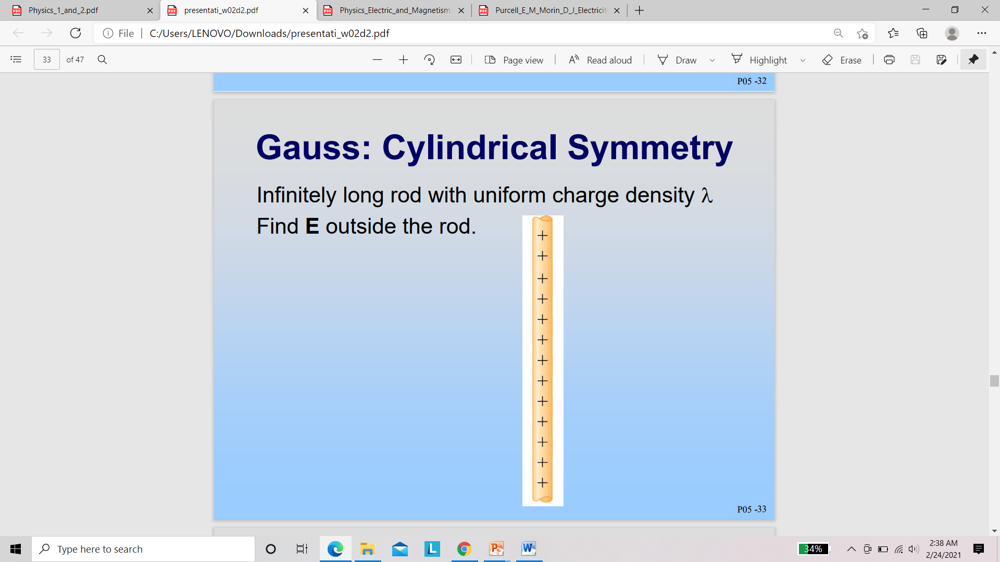 Physics_1_and_2.pdf
presentati_w02d2.pdf
Physics_Electric_and_Magnetism.
Purcell_E_M_Morin_D_J_Electricit
File
C:/Users/LENOVO/Downloads/presentati_w02d2.pdf
33 of 47
Page view
Read aloud
Draw
Highlight
Erase
P05 -32
Gauss: Cylindrical Symmetry
Infinitely long rod with uniform charge density λ
Find E outside the rod.
+
+
+
+
+
+
+
+
+
+
+
+
+
P05 -33
Type here to search
34%
2:38 AM
2/24/2021